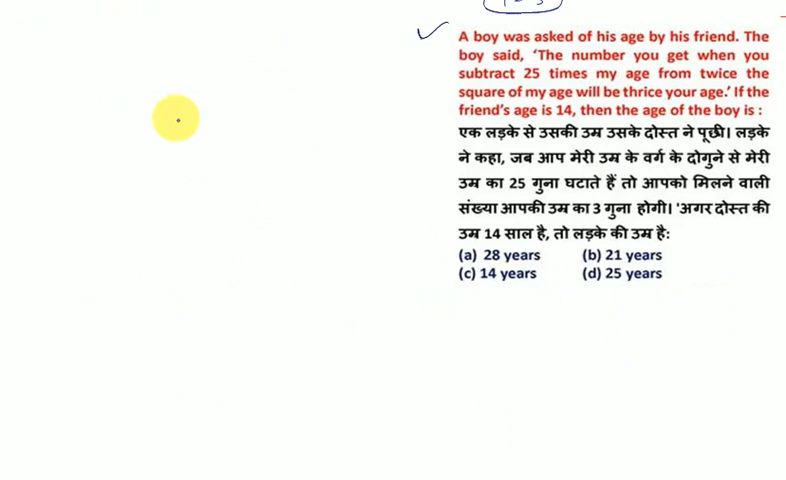 A boy was asked of his age by his friend. The
boy said, 'The number you get when you
subtract 25 times my age from twice the
square of my age will be thrice your age.' If the
friend's age is 14, then the age of the boy is :
एक लड़के से उसकी उम्र उसके दोस्त ने पूछी। लड़के
ने कहा, जब आप मेरी उम्र के वर्ग के दोगुने से मेरी
उम्र का 25 गुना घटाते हैं तो आपको मिलने वाली
संख्या आपकी उम्र का 3 गुना होगी। 'अगर दोस्त की
उम्र 14 साल है, तो लड़के की उम्र है:
(a) 28 years (b) 21 years
(c) 14 years (d) 25 years